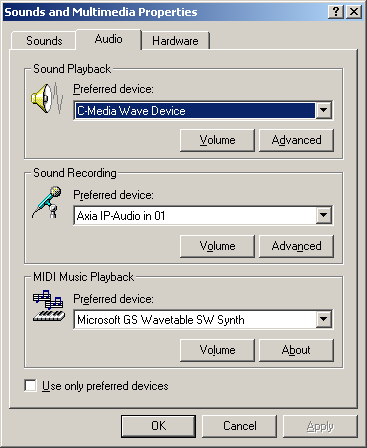 Sounds and Multimedia Properties
Sounds Audio Hardware
Sound Playback
Preferred device:
C-Media Wave Device
Volume Advanced
Sound Recording
Preferred device:
Axia IP-Audio in 01
Volume Advanced
MIDI Music Playback
Preferred device:
Microsoft GS Wavetable SW Synth
Volume About
Use only preferred devices
OK Cancel Apply